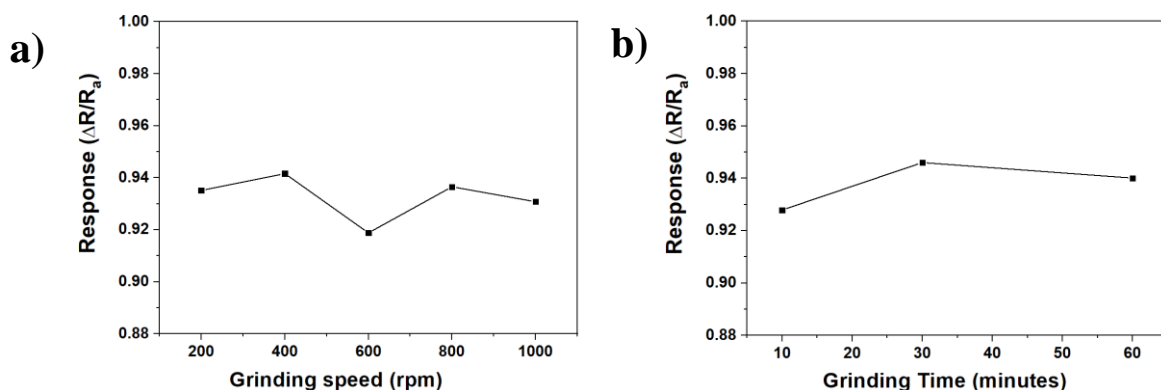 a)
Response (ΔR/Rₐ)
1.00
0.98
0.96
0.94
0.92
0.90
0.88
200 400 600 800 1000
Grinding speed (rpm)
b)
Response (ΔR/Rₐ)
1.00
0.98
0.96
0.94
0.92
0.90
0.88
10 20 30 40 50 60
Grinding Time (minutes)